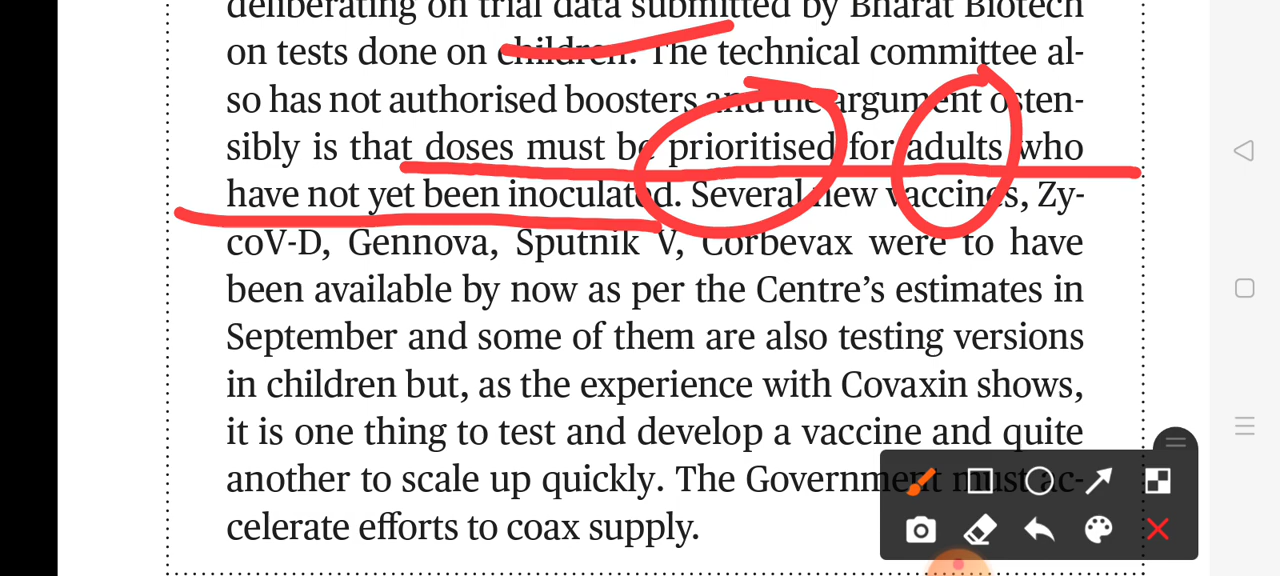 deliberating on trial data submitted by Bharat Biotech
on tests done on children. The technical committee al-
so has not authorised boosters and the argument osten-
sibly is that doses must be prioritised for adults who
have not yet been inoculated. Several new vaccines, Zy-
coV-D, Gennova, Sputnik V, Corbevax were to have
been available by now as per the Centre's estimates in
September and some of them are also testing versions
in children but, as the experience with Covaxin shows,
it is one thing to test and develop a vaccine and quite
another to scale up quickly. The Government must ac-
celerate efforts to coax supply.